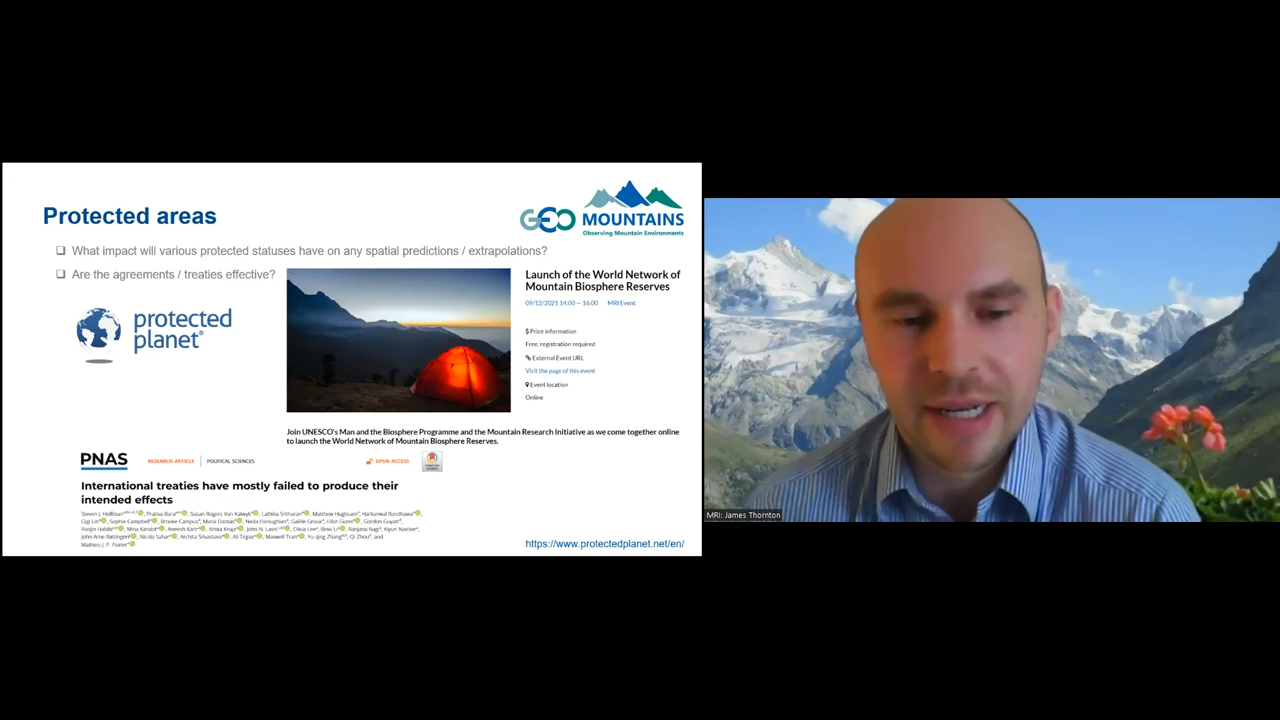 Protected areas
GEO MOUNTAINS
Observing Mountain Environments
What impact will various protected statuses have on any spatial predictions / extrapolations?
Are the agreements / treaties effective?
protected
planet®
Launch of the World Network of
Mountain Biosphere Reserves
09/12/2021 14:00 — 16:00 MRI Event
$ Price information
Free, registration required
External Event URL
Visit the page of this event
Event location
Online
Join UNESCO's Man and the Biosphere Programme and the Mountain Research Initiative as we come together online
to launch the World Network of Mountain Biosphere Reserves.
PNAS
RESEARCH ARTICLE | POLITICAL SCIENCES
OPEN ACCESS
International treaties have mostly failed to produce their
intended effects
https://www.protectedplanet.net/en/
MRI: James Thornton